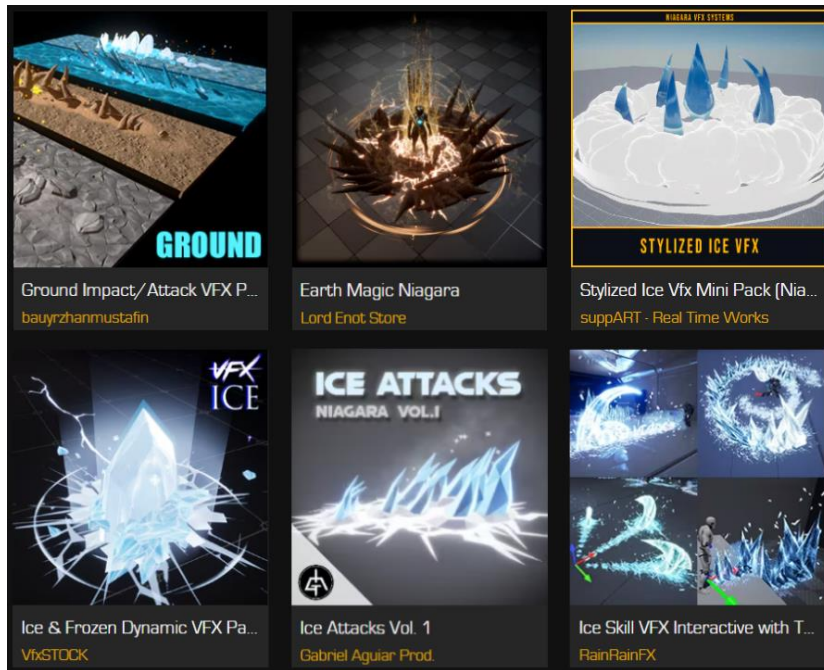 NIAGARA VFX SYSTEMS
GROUND
STYLIZED ICE VFX
Ground Impact/Attack VFX P...
Earth Magic Niagara
Stylized Ice Vfx Mini Pack (Nia...
bauyrzhanmustafin
Lord Enot Store
suppART - Real Time Works
VFX
ICE
ICE ATTACKS
NIAGARA VOL.1
Ice & Frozen Dynamic VFX Pa...
Ice Attacks Vol. 1
Ice Skill VFX Interactive with T...
VfxSTOCK
Gabriel Aguiar Prod.
RainRainFX